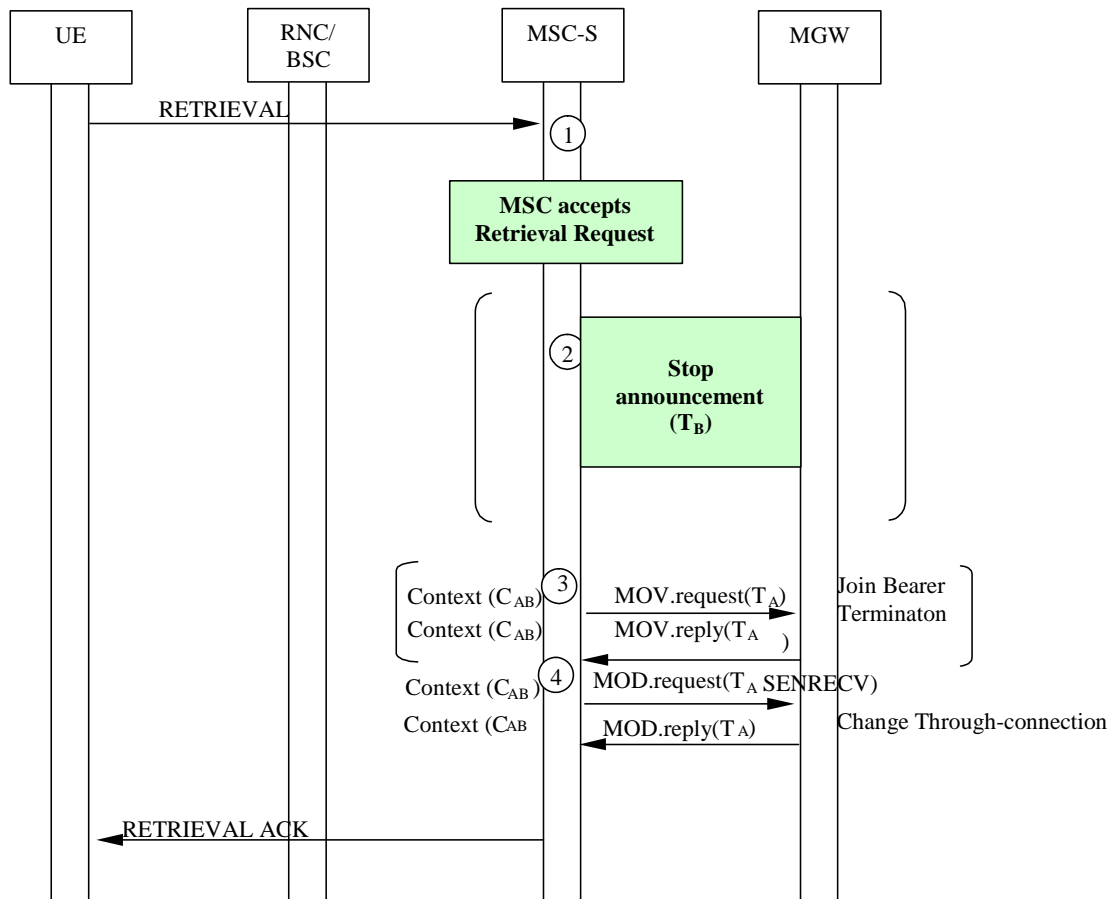 UE
RNC/
BSC
MSC-S
MGW
RETRIEVAL
1
MSC accepts
Retrieval Request
2
Stop
announcement
(TB)
3
Context (CAB)
MOV.request(TA)
Join Bearer
Terminaton
Context (CAB)
MOV.reply(TA )
4
Context (CAB)
MOD.request(TA SENRECV)
Context (CAB
MOD.reply(TA)
Change Through-connection
RETRIEVAL ACK